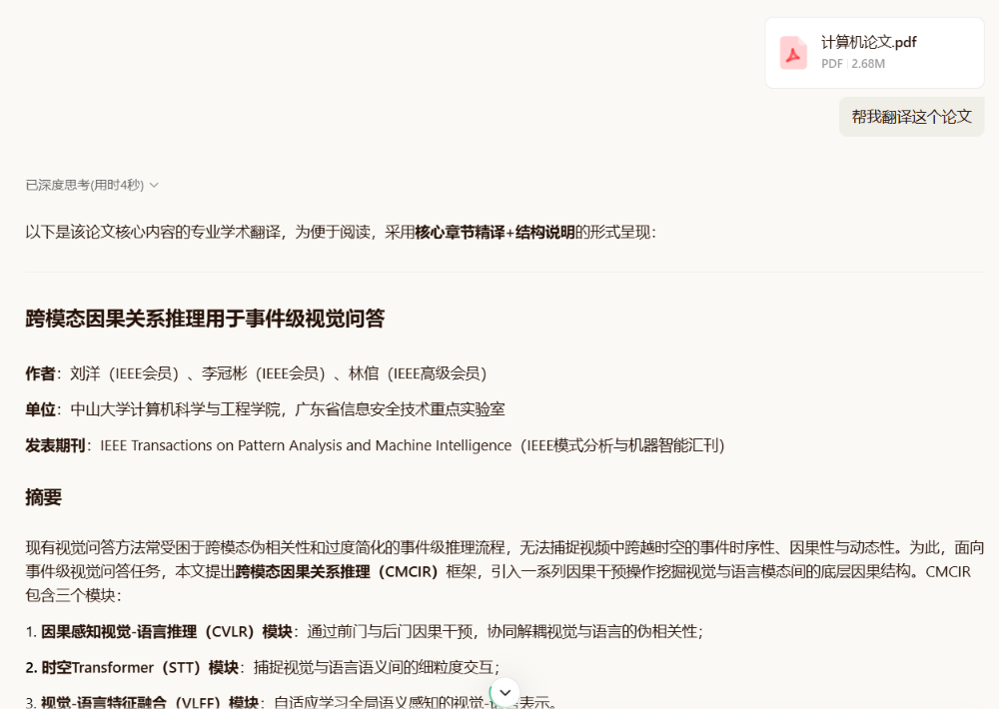 计算机论文.pdf
PDF | 2.68M
帮我翻译这个论文
已深度思考(用时4秒)
以下是该论文核心内容的专业学术翻译，为便于阅读，采用核心章节精译+结构说明的形式呈现：
跨模态因果关系推理用于事件级视觉问答
作者：刘洋（IEEE会员）、李冠彬（IEEE会员）、林倌（IEEE高级会员）
单位：中山大学计算机科学与工程学院，广东省信息安全技术重点实验室
发表期刊：IEEE Transactions on Pattern Analysis and Machine Intelligence（IEEE模式分析与机器智能汇刊）
摘要
现有视觉问答方法常受困于跨模态伪相关性和过度简化的事件级推理流程，无法捕捉视频中跨越时空的事件时序性、因果性与动态性。为此，面向
事件级视觉问答任务，本文提出跨模态因果关系推理（CMCIR）框架，引入一系列因果干预操作挖掘视觉与语言模态间的底层因果结构。CMCIR
包含三个模块：
1. 因果感知视觉-语言推理（CVLR）模块：通过前门与后门因果干预，协同解耦视觉与语言的伪相关性；
2. 时空Transformer（STT）模块：捕捉视觉与语言语义间的细粒度交互；
3. 视觉-语言特征融合（VLFF）模块：自适应学习全局语义感知的视觉-语言表示。